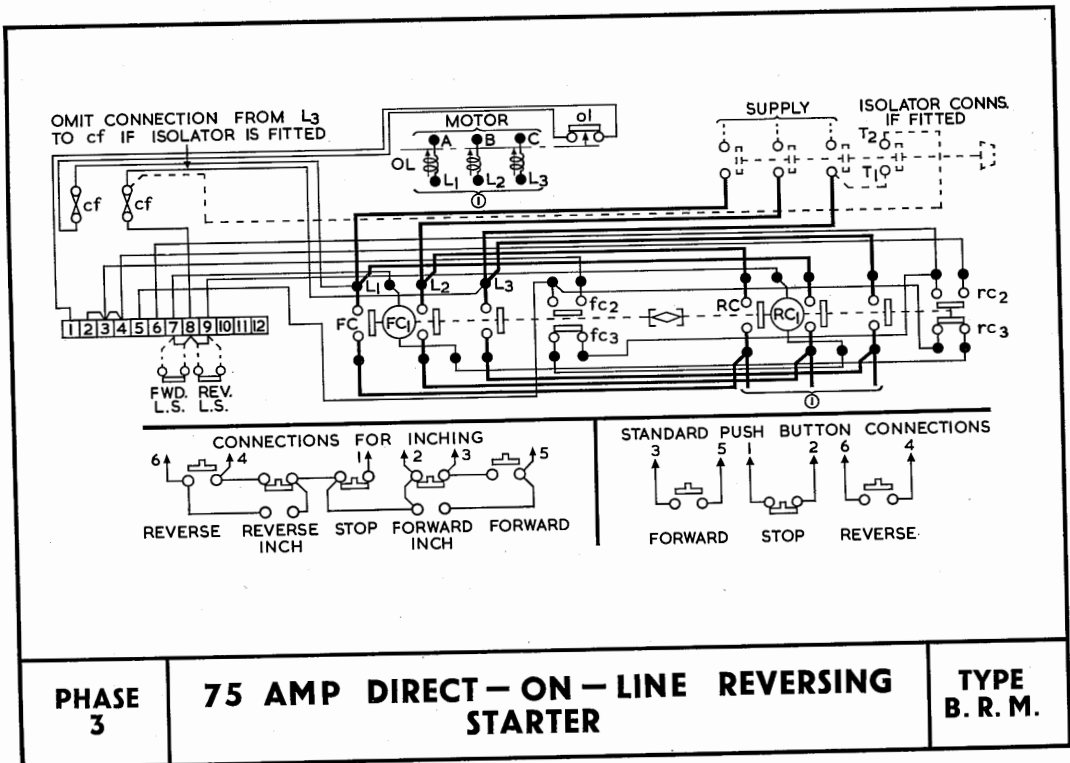 OMIT CONNECTION FROM L3
TO cf IF ISOLATOR IS FITTED
MOTOR
A B C
OL
L1 L2 L3
1
ol
SUPPLY
ISOLATOR CONNS.
IF FITTED
T2
T1
cf cf
L1 L2 L3
FC FC1
fc2
fc3
RC RC1
rc2
rc3
1
1 2 3 4 5 6 7 8 9 10 11 12
FWD. REV.
L.S. L.S.
CONNECTIONS FOR INCHING
6 4 1 2 3 5
REVERSE REVERSE INCH STOP FORWARD INCH FORWARD
STANDARD PUSH BUTTON CONNECTIONS
3 5 1 2 6 4
FORWARD STOP REVERSE.
PHASE
3
75 AMP DIRECT-ON-LINE REVERSING
STARTER
TYPE
B.R.M.